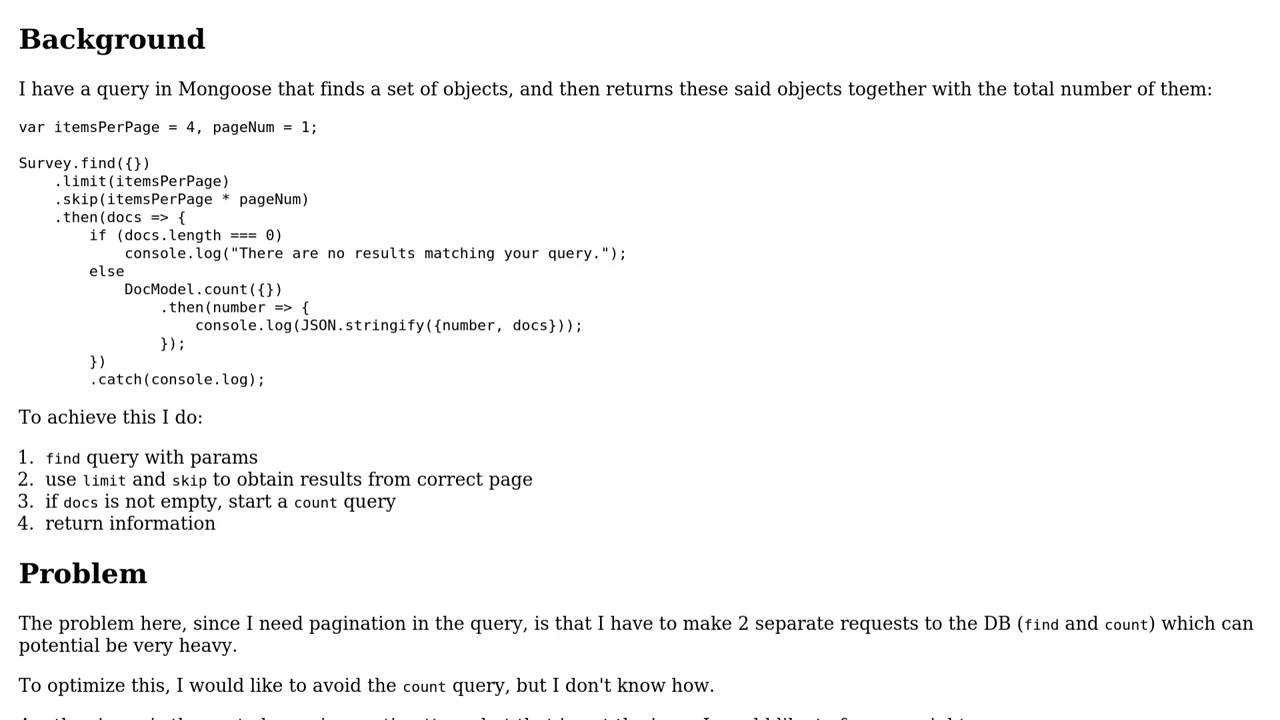 Background
I have a query in Mongoose that finds a set of objects, and then returns these said objects together with the total number of them:
var itemsPerPage = 4, pageNum = 1;
Survey.find({})
    .limit(itemsPerPage)
    .skip(itemsPerPage * pageNum)
    .then(docs => {
        if (docs.length === 0)
            console.log("There are no results matching your query.");
        else
            DocModel.count({})
                .then(number => {
                    console.log(JSON.stringify({number, docs}));
                });
        })
        .catch(console.log);
To achieve this I do:
1. find query with params
2. use limit and skip to obtain results from correct page
3. if docs is not empty, start a count query
4. return information
Problem
The problem here, since I need pagination in the query, is that I have to make 2 separate requests to the DB (find and count) which can
potential be very heavy.
To optimize this, I would like to avoid the count query, but I don't know how.